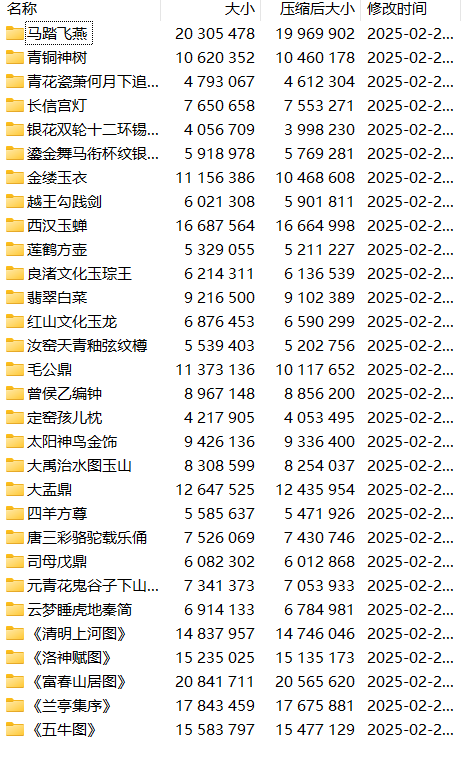 名称 大小 压缩后大小 修改时间
马踏飞燕 20 305 478 19 969 902 2025-02-2...
青铜神树 10 620 352 10 460 178 2025-02-2...
青花瓷萧何月下追... 4 793 067 4 612 304 2025-02-2...
长信宫灯 7 650 658 7 553 271 2025-02-2...
银花双轮十二环锡... 4 056 709 3 998 230 2025-02-2...
鎏金舞马衔杯纹银... 5 918 978 5 769 281 2025-02-2...
金缕玉衣 11 156 386 10 468 608 2025-02-2...
越王勾践剑 6 021 308 5 901 811 2025-02-2...
西汉玉蝉 16 687 564 16 664 998 2025-02-2...
莲鹤方壶 5 329 055 5 211 227 2025-02-2...
良渚文化玉琮王 6 214 311 6 136 539 2025-02-2...
翡翠白菜 9 216 500 9 102 389 2025-02-2...
红山文化玉龙 6 876 453 6 590 299 2025-02-2...
汝窑天青釉弦纹樽 5 539 403 5 202 756 2025-02-2...
毛公鼎 11 373 136 10 117 652 2025-02-2...
曾侯乙编钟 8 967 148 8 856 200 2025-02-2...
定窑孩儿枕 4 217 905 4 053 495 2025-02-2...
太阳神鸟金饰 9 426 136 9 336 400 2025-02-2...
大禹治水图玉山 8 308 599 8 254 037 2025-02-2...
大盂鼎 12 647 525 12 435 954 2025-02-2...
四羊方尊 5 585 637 5 471 926 2025-02-2...
唐三彩骆驼载乐俑 7 526 069 7 430 746 2025-02-2...
司母戊鼎 6 082 302 6 012 868 2025-02-2...
元青花鬼谷子下山... 7 341 373 7 053 933 2025-02-2...
云梦睡虎地秦简 6 914 133 6 784 981 2025-02-2...
《清明上河图》 14 837 957 14 746 046 2025-02-2...
《洛神赋图》 15 235 025 15 135 173 2025-02-2...
《富春山居图》 20 841 711 20 565 620 2025-02-2...
《兰亭集序》 17 843 459 17 675 881 2025-02-2...
《五牛图》 15 583 797 15 477 129 2025-02-2...